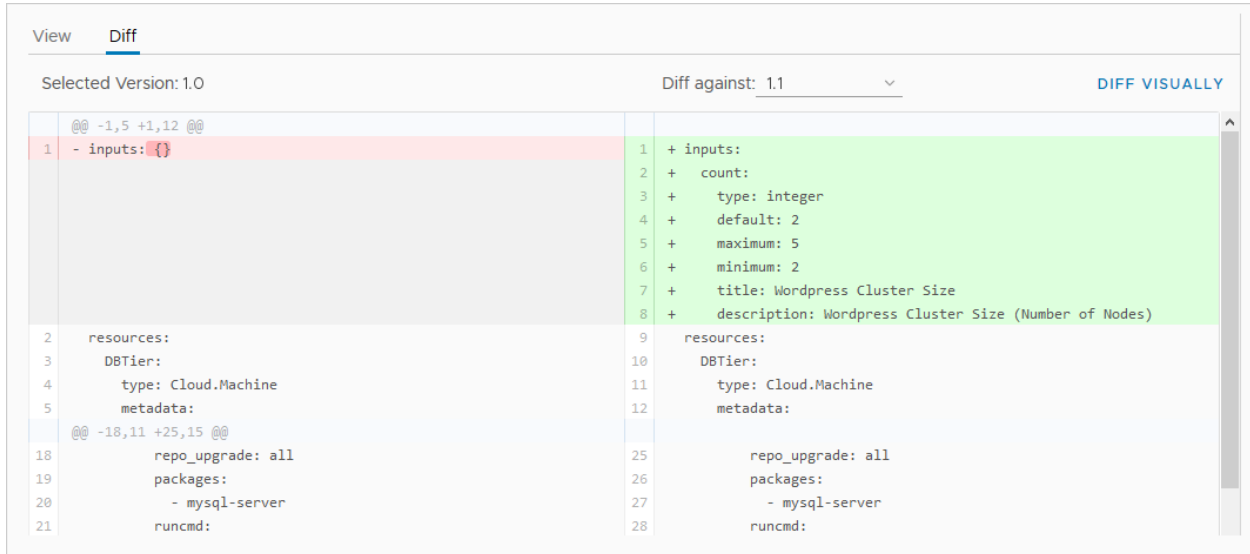 View Diff
Selected Version: 1.0 Diff against: 1.1 DIFF VISUALLY
@@ -1,5 +1,12 @@
1 - inputs: {}
1 + inputs:
2 + count:
3 + type: integer
4 + default: 2
5 + maximum: 5
6 + minimum: 2
7 + title: Wordpress Cluster Size
8 + description: Wordpress Cluster Size (Number of Nodes)
2 resources: 9 resources:
3 DBTier: 10 DBTier:
4 type: Cloud.Machine 11 type: Cloud.Machine
5 metadata: 12 metadata:
@@ -18,11 +25,15 @@
18 repo_upgrade: all 25 repo_upgrade: all
19 packages: 26 packages:
20 - mysql-server 27 - mysql-server
21 runcmd: 28 runcmd: